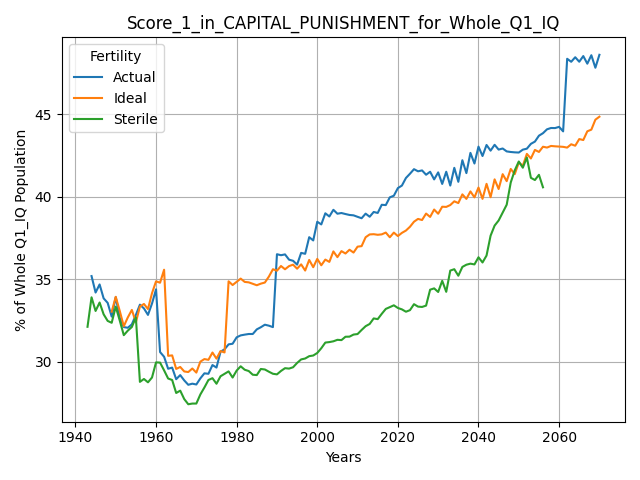 Score_1_in_CAPITAL_PUNISHMENT_for_Whole_Q1_IQ
Fertility
Actual
Ideal
Sterile
% of Whole Q1_IQ Population
45
40
35
30
1940 1960 1980 2000 2020 2040 2060
Years